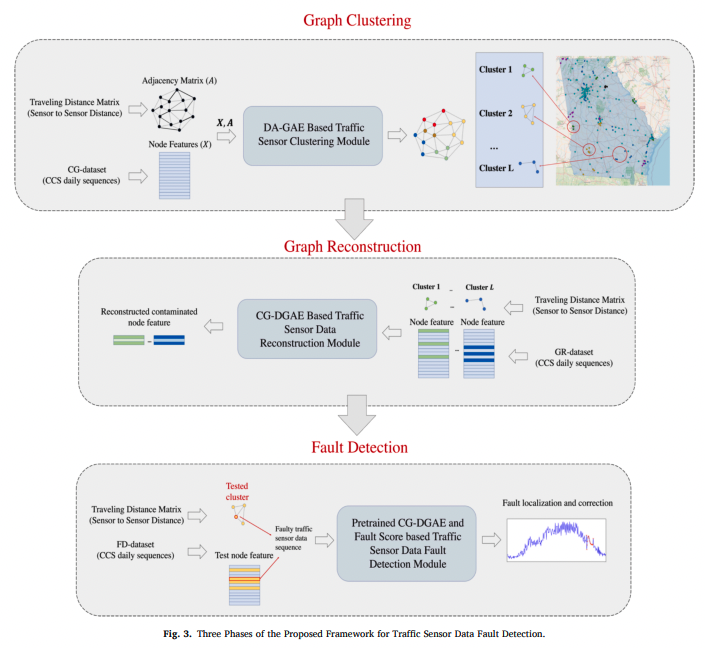 Graph Clustering
Adjacency Matrix (A)
Traveling Distance Matrix
(Sensor to Sensor Distance)
Node Features (X)
CG-dataset
(CCS daily sequences)
X, A
DA-GAE Based Traffic
Sensor Clustering Module
Cluster 1
Cluster 2
...
Cluster L
Graph Reconstruction
Reconstructed contaminated
node feature
CG-DGAE Based Traffic
Sensor Data
Reconstruction Module
Cluster 1
Cluster L
Node feature
Node feature
Traveling Distance Matrix
(Sensor to Sensor Distance)
GR-dataset
(CCS daily sequences)
Fault Detection
Traveling Distance Matrix
(Sensor to Sensor Distance)
FD-dataset
(CCS daily sequences)
Tested
cluster
Test node feature
Faulty traffic
sensor data
sequence
Pretrained CG-DGAE and
Fault Score based Traffic
Sensor Data Fault
Detection Module
Fault localization and correction
Fig. 3. Three Phases of the Proposed Framework for Traffic Sensor Data Fault Detection.